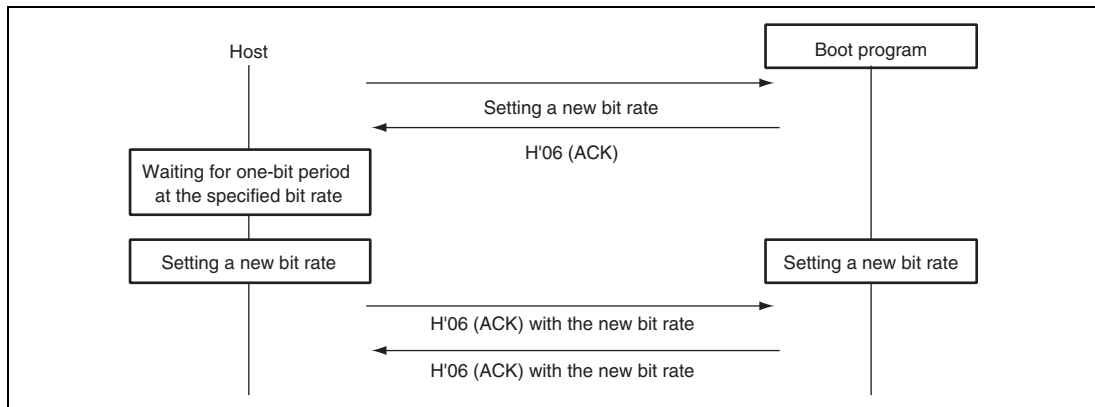 Host
Boot program
Setting a new bit rate
H'06 (ACK)
Waiting for one-bit period
at the specified bit rate
Setting a new bit rate
Setting a new bit rate
H'06 (ACK) with the new bit rate
H'06 (ACK) with the new bit rate